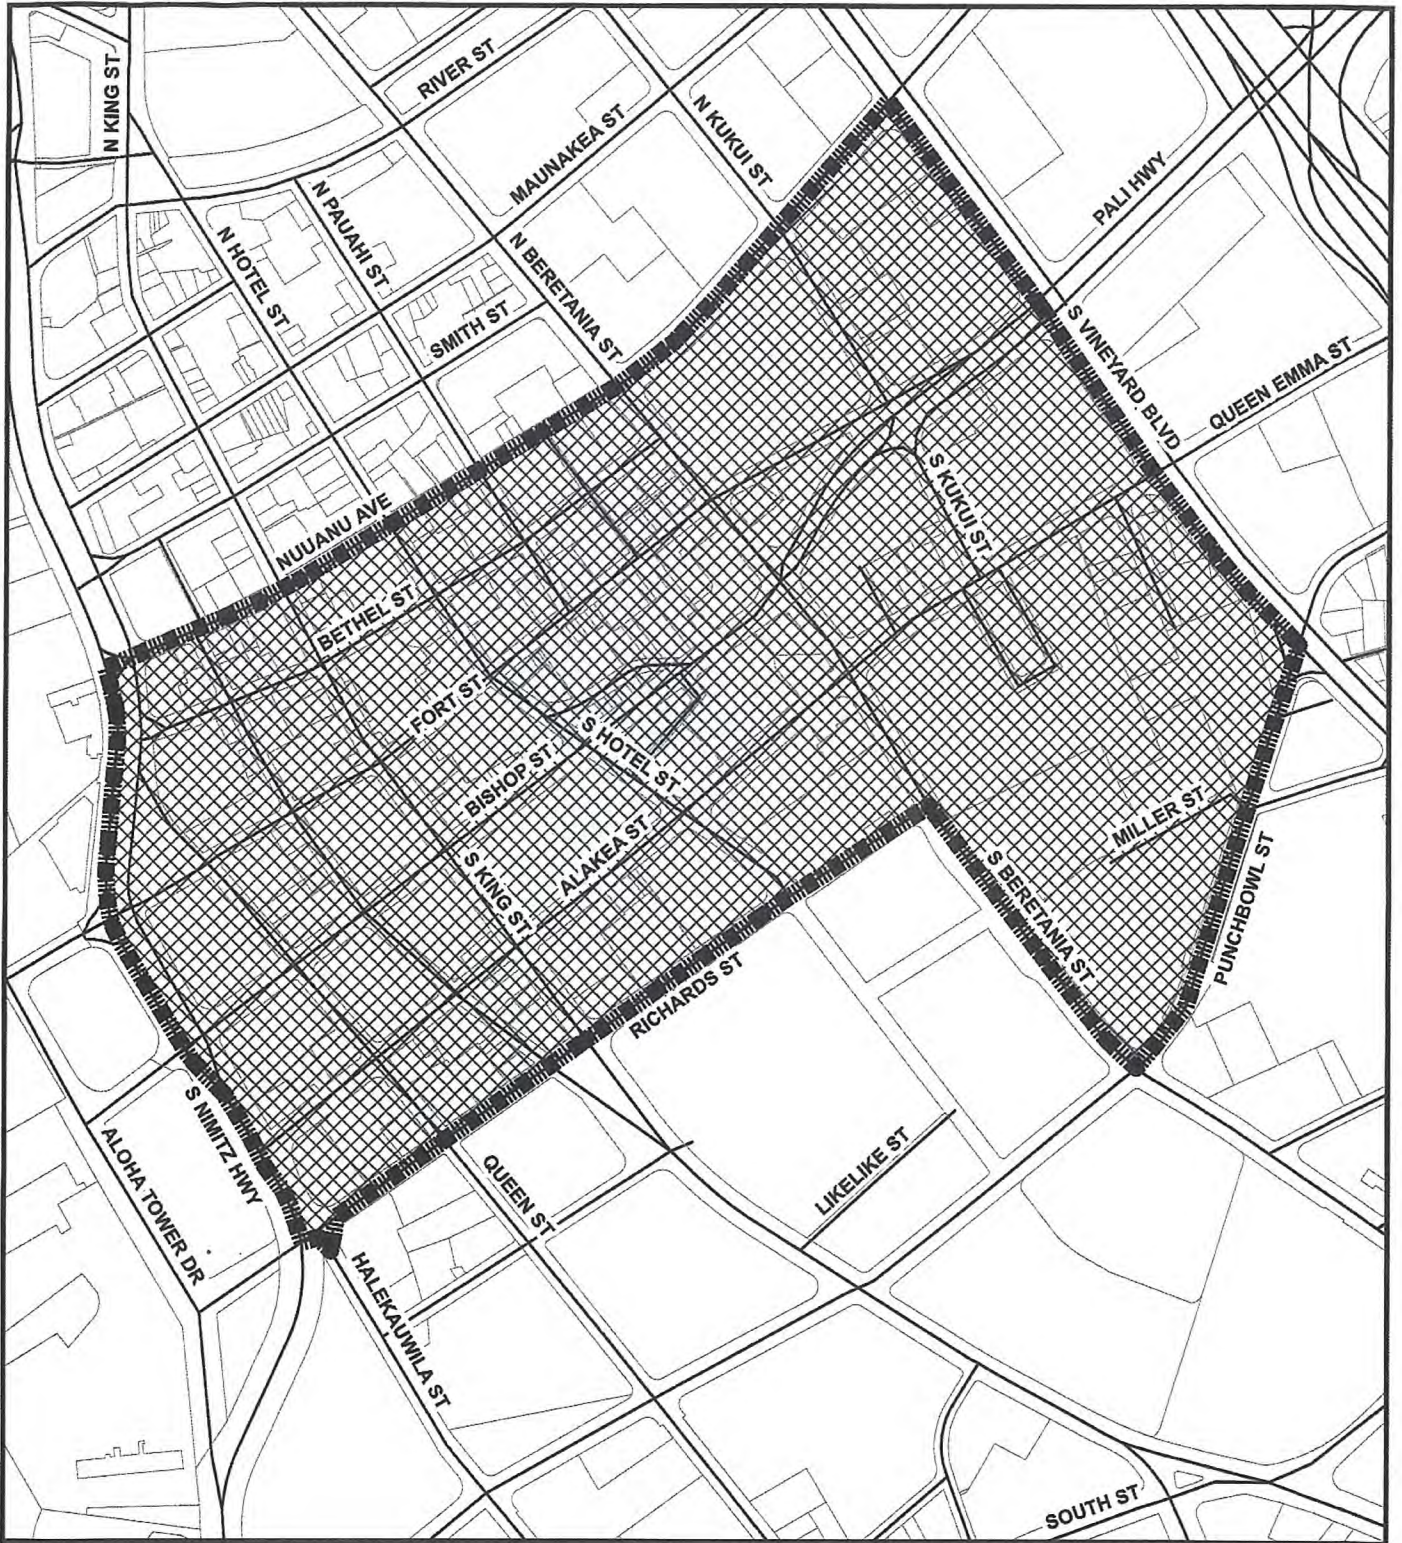 N KING ST
RIVER ST
N KUKUI ST
MAUNAKEA ST
PALI HWY
N PAUAHI ST
N HOTEL ST
N BERETANIA ST
SMITH ST
S VINEYARD BLVD
QUEEN EMMA ST
S KUKUI ST
NUUANU AVE
BETHEL ST
FORT ST
BISHOP ST
S HOTEL ST
ALAKEA ST
S KING ST
MILLER ST
S BERETANIA ST
PUNCHBOWL ST
RICHARDS ST
S NIMITZ HWY
ALOHA TOWER DR
QUEEN ST
LIKELIKE ST
HALEKAUWILA ST
SOUTH ST